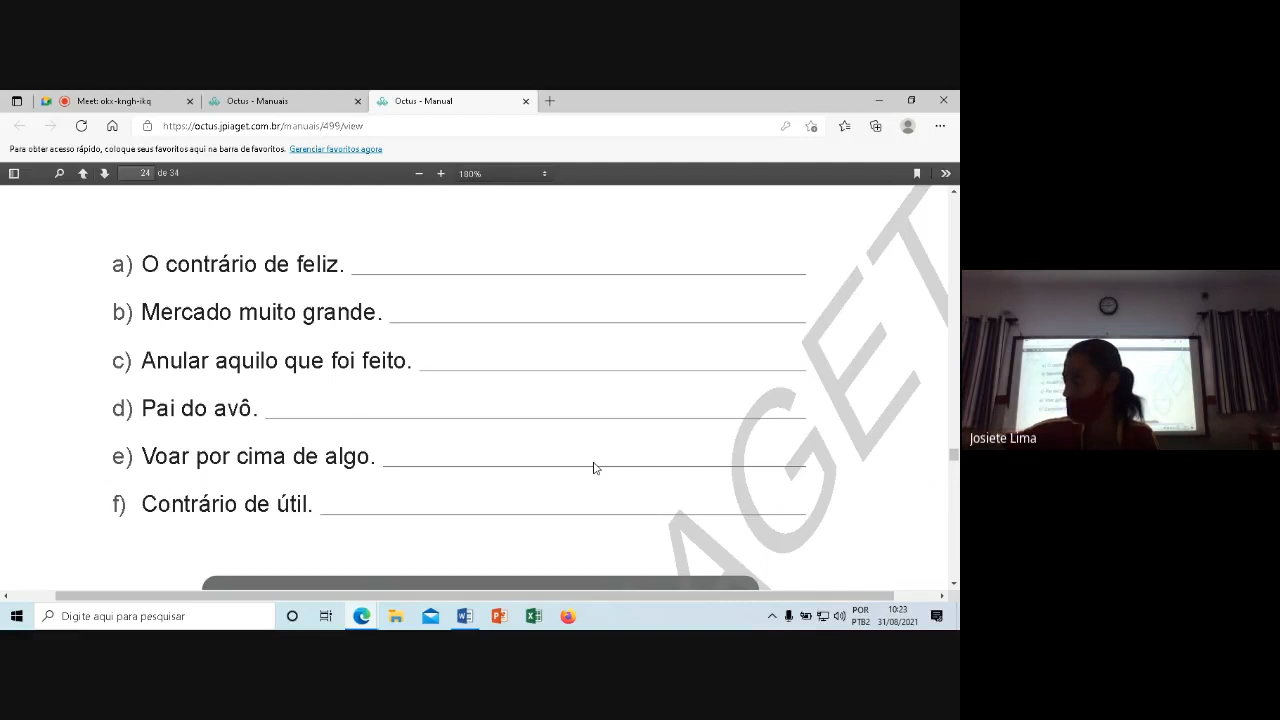 Meet: okx-kngh-ikq
Octus - Manuais
Octus - Manual
https://octus.jpiaget.com.br/manuais/499/view
Para obter acesso rápido, coloque seus favoritos aqui na barra de favoritos. Gerenciar favoritos agora
24 de 34
180%
a) O contrário de feliz.
b) Mercado muito grande.
c) Anular aquilo que foi feito.
d) Pai do avô.
e) Voar por cima de algo.
f) Contrário de útil.
AGET
Josiete Lima
Digite aqui para pesquisar
POR
PTB2
10:23
31/08/2021